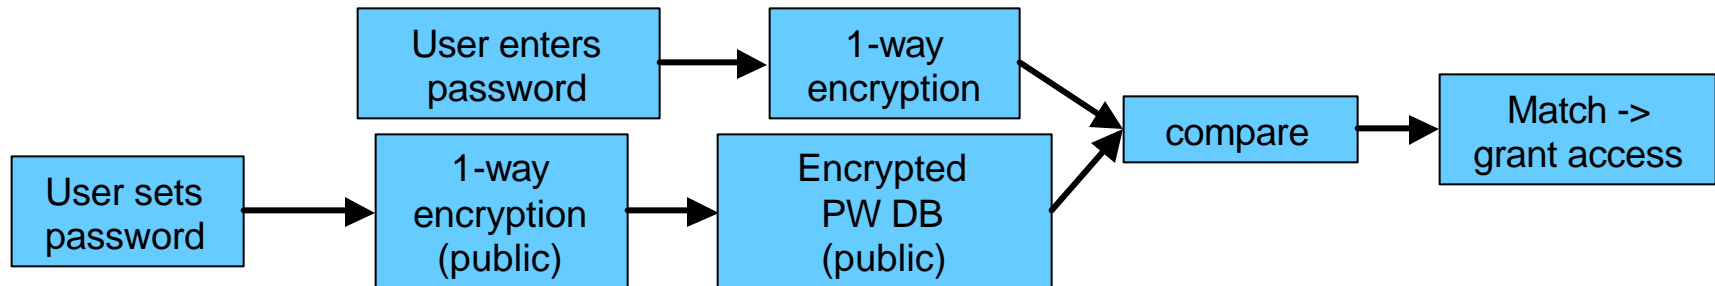 User enters
password
1-way
encryption
compare
Match ->
grant access
User sets
password
1-way
encryption
(public)
Encrypted
PW DB
(public)